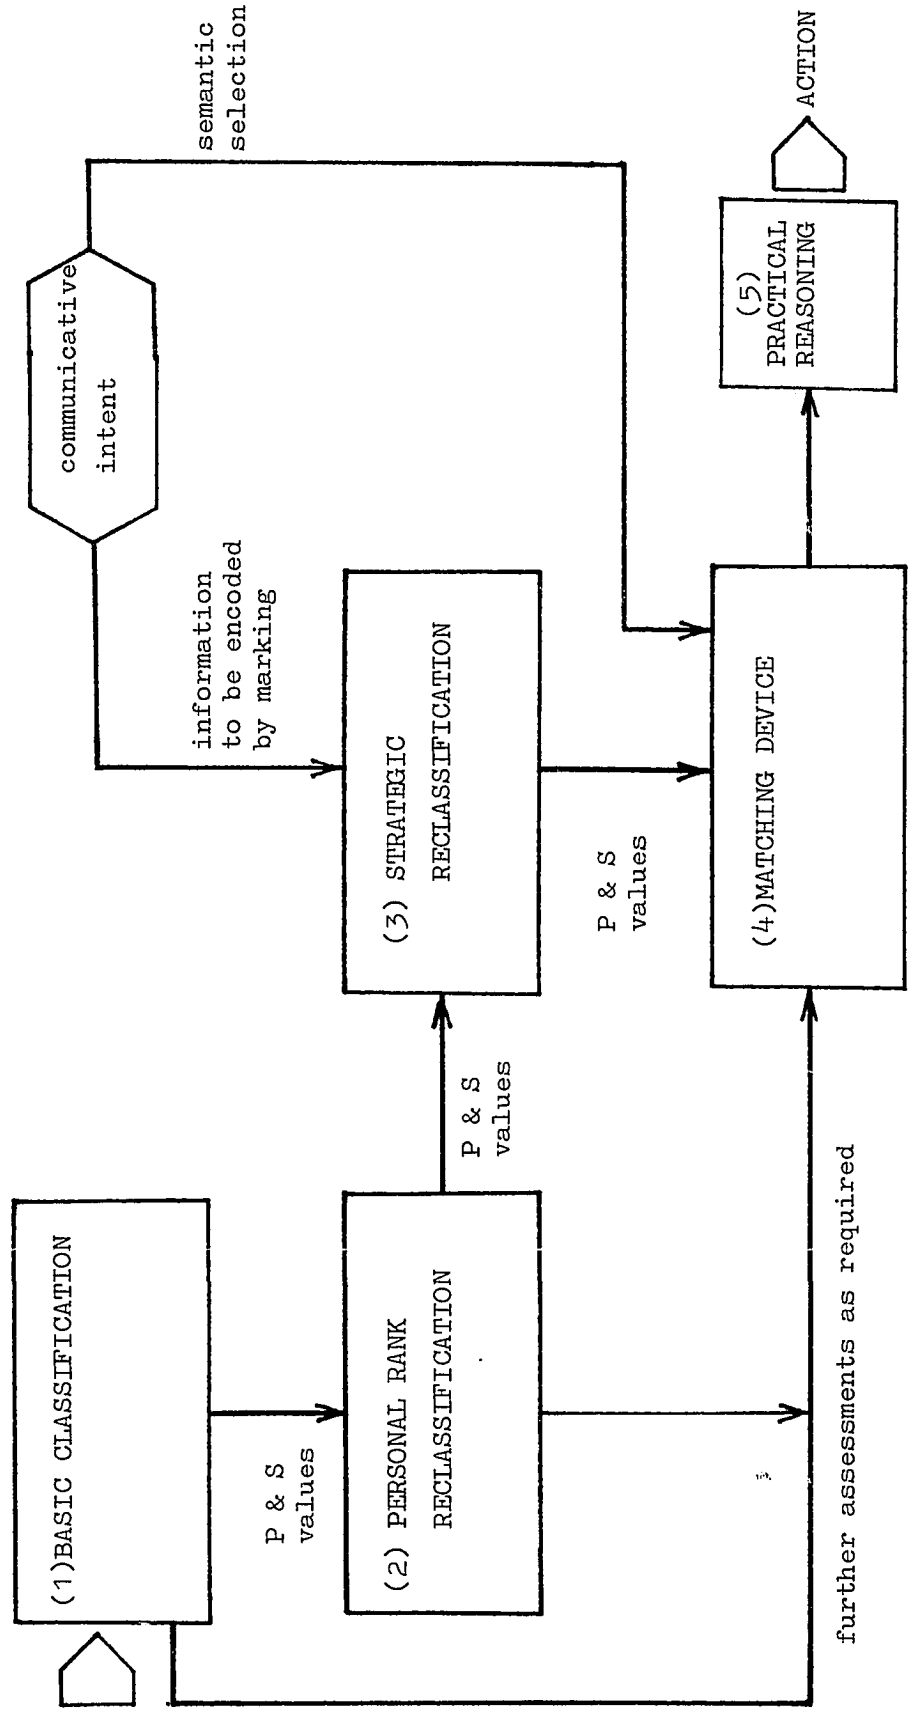 (1)BASIC CLASSIFICATION
P & S
values
(2) PERSONAL RANK
RECLASSIFICATION
P & S
values
communicative
intent
information
to be encoded
by marking
semantic
selection
(3) STRATEGIC
RECLASSIFICATION
P & S
values
(4)MATCHING DEVICE
further assessments as required
(5)
PRACTICAL
REASONING
ACTION